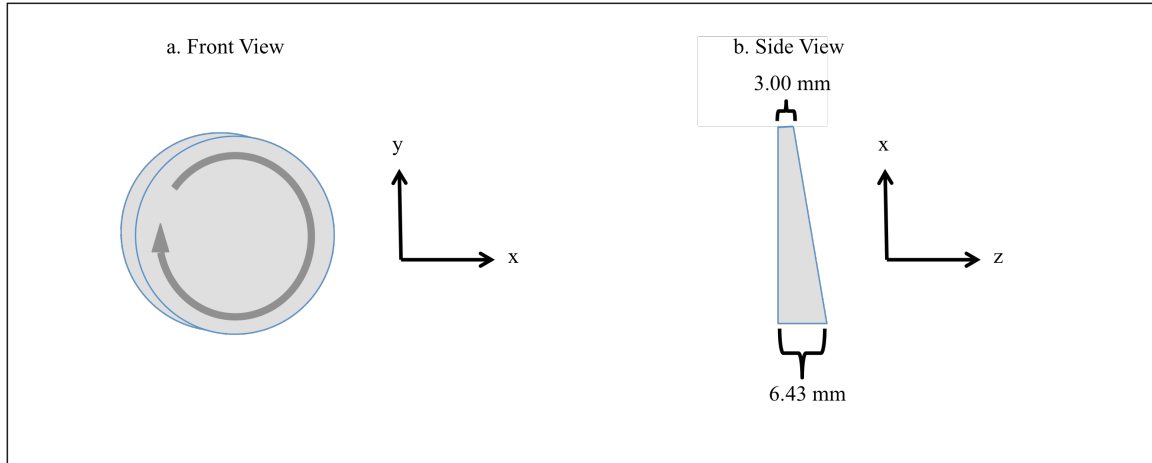 a. Front View
y
x
b. Side View
3.00 mm
x
z
6.43 mm